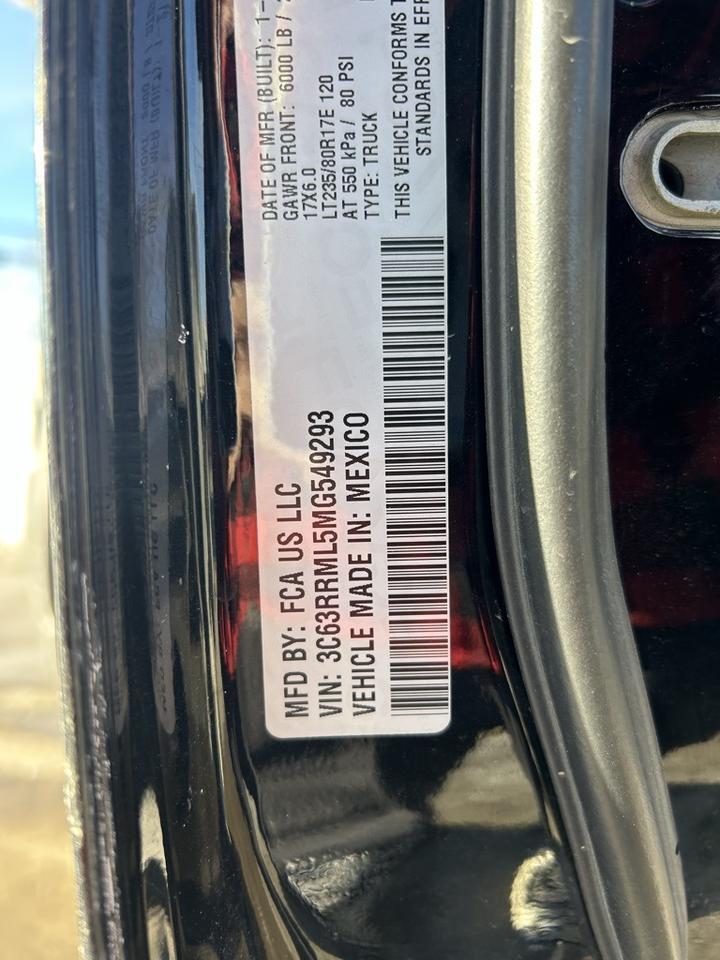 MFD BY: FCA US LLC
VIN: 3C63RRML5MG549293
VEHICLE MADE IN: MEXICO
DATE OF MFR (BUILT): 1-
GAWR FRONT: 6000 LB /
17X6.0
LT235/80R17E 120
AT 550 kPa / 80 PSI
TYPE: TRUCK
THIS VEHICLE CONFORMS T
STANDARDS IN EFF